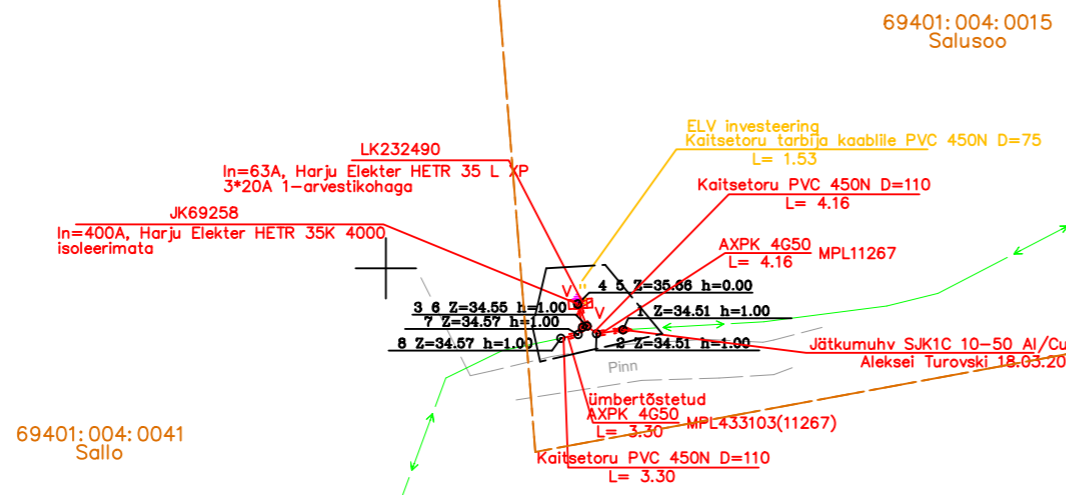 69401:004:0015
Salusoo
ELV investeering
Kaitsetoru tarbija kaablile PVC 450N D=75
L= 1.53
LK232490
In=63A, Harju Elekter HETR 35 L XP
3*20A 1-arvestikohaga
Kaitsetoru PVC 450N D=110
L= 4.16
JK69258
In=400A, Harju Elekter HETR 35K 4000
isoleerimata
AXPK 4G50 MPL11267
L= 4.16
4 5 Z=35.66 h=0.00
V
V
3 6 Z=34.55 h=1.00
1 Z=34.51 h=1.00
7 Z=34.57 h=1.00
8 Z=34.57 h=1.00
2 Z=34.51 h=1.00
Jätkumuhv SJK1C 10-50 Al/Cu
Aleksei Turovski 18.03.20
Pinn
ümbertõstetud
AXPK 4G50 MPL433103(11267)
L= 3.30
69401:004:0041
Sallo
Kaitsetoru PVC 450N D=110
L= 3.30